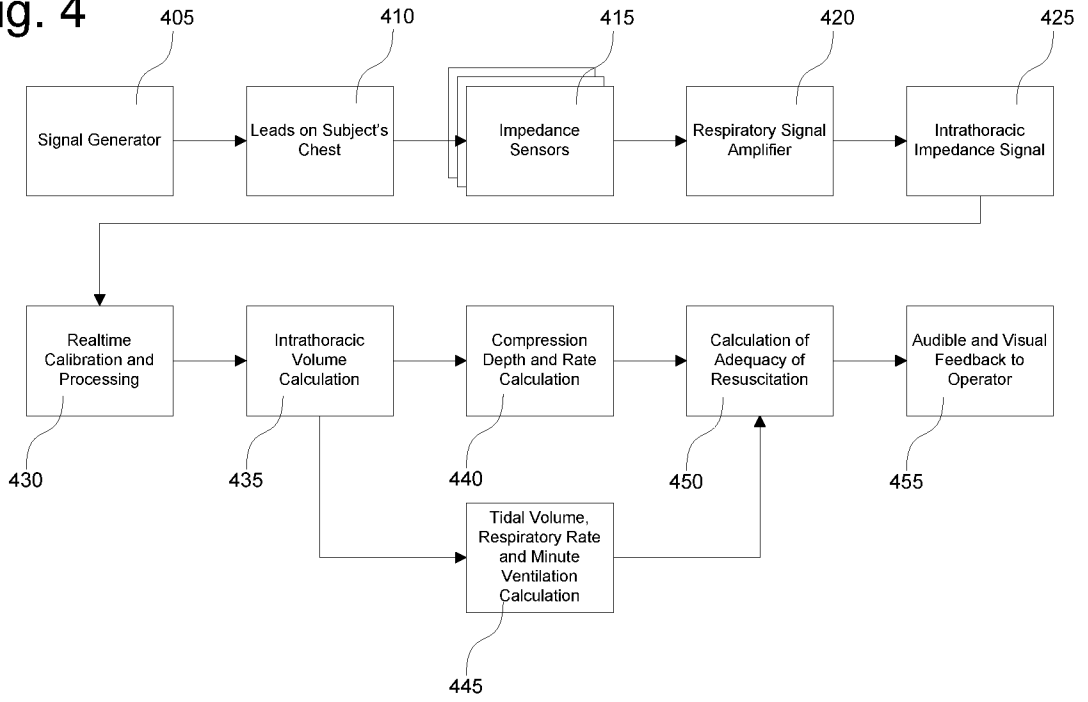 ig. 4
405
410
415
420
425
Signal Generator
Leads on Subject's
Chest
Impedance
Sensors
Respiratory Signal
Amplifier
Intrathoracic
Impedance Signal
Realtime
Calibration and
Processing
Intrathoracic
Volume
Calculation
Compression
Depth and Rate
Calculation
Calculation of
Adequacy of
Resuscitation
Audible and Visual
Feedback to
Operator
430
435
440
450
455
Tidal Volume,
Respiratory Rate
and Minute
Ventilation
Calculation
445